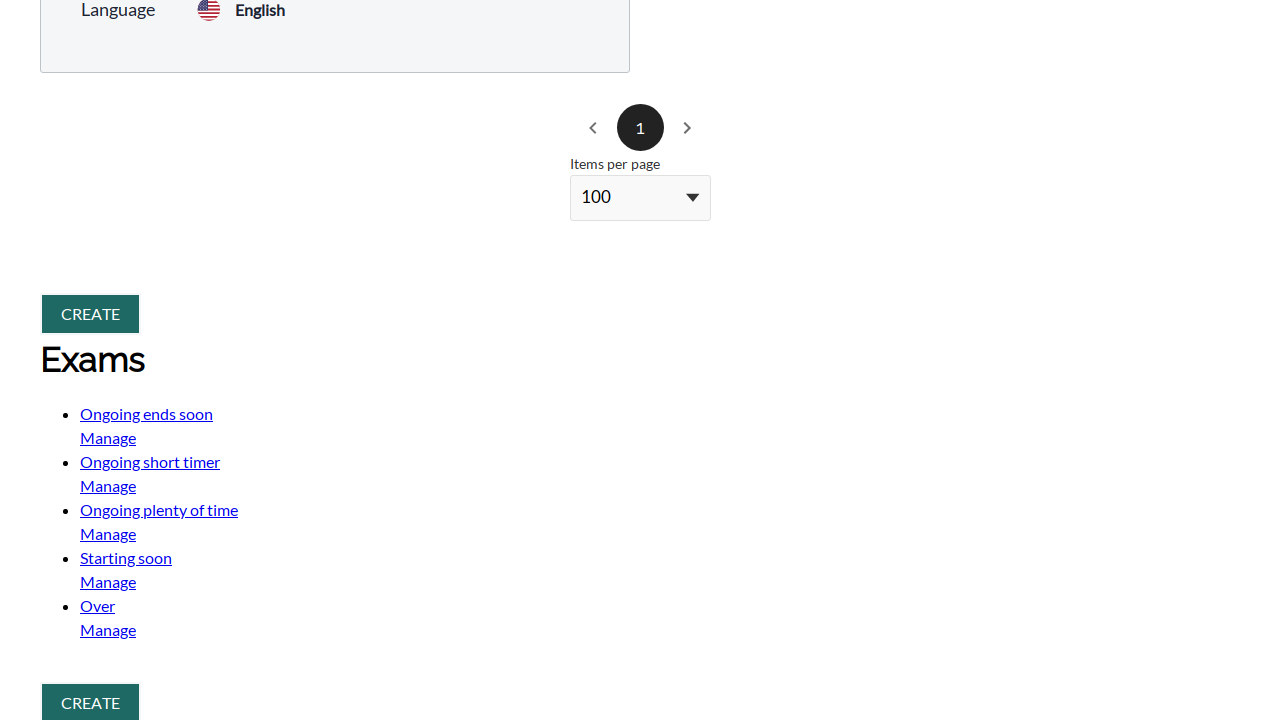 Language English
1
Items per page
100
CREATE
Exams
Ongoing ends soon
Manage
Ongoing short timer
Manage
Ongoing plenty of time
Manage
Starting soon
Manage
Over
Manage
CREATE